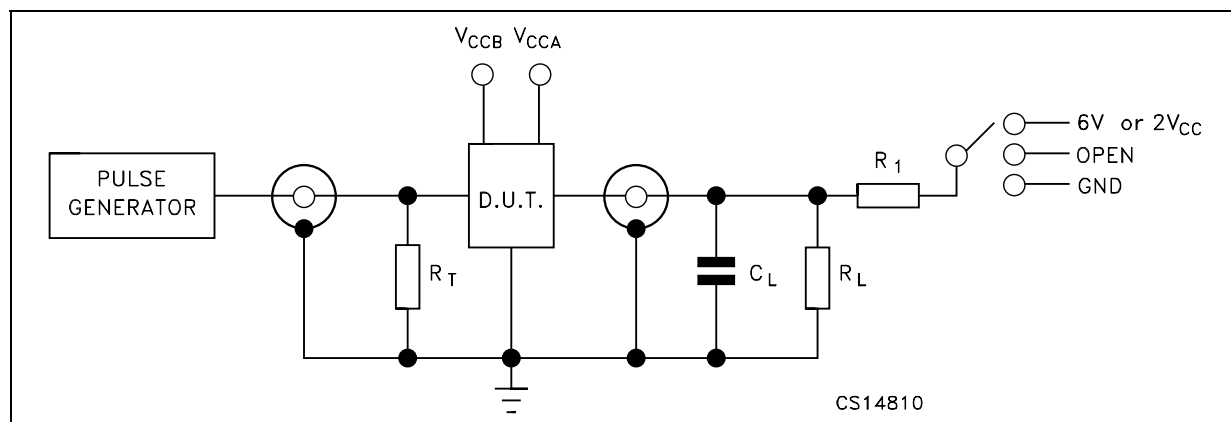 VCCB VCCA
6V or 2VCC
OPEN
GND
R1
PULSE
GENERATOR
D.U.T.
RT
CL
RL
CS14810